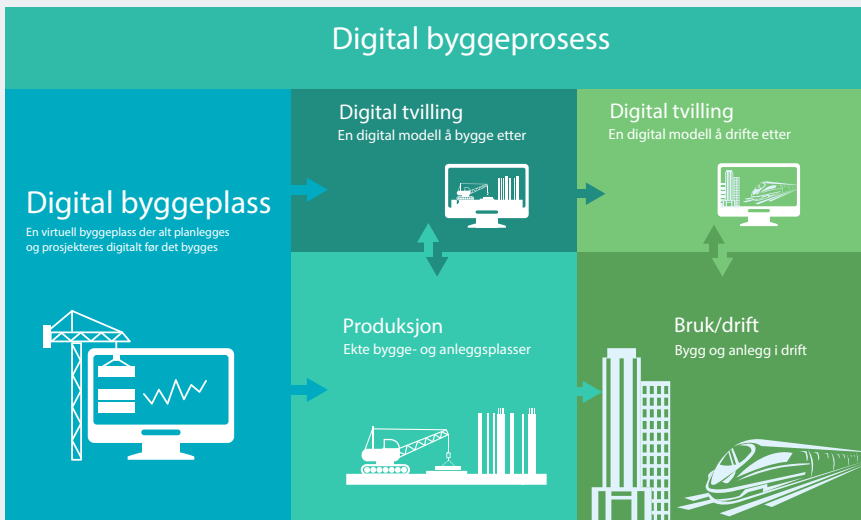 Digital byggeprosess
Digital byggeplass
En virtuell byggeplass der alt planlegges
og prosjekteres digitalt før det bygges
Digital tvilling
En digital modell å bygge etter
Digital tvilling
En digital modell å drifte etter
Produksjon
Ekte bygge- og anleggsplasser
Bruk/drift
Bygg og anlegg i drift